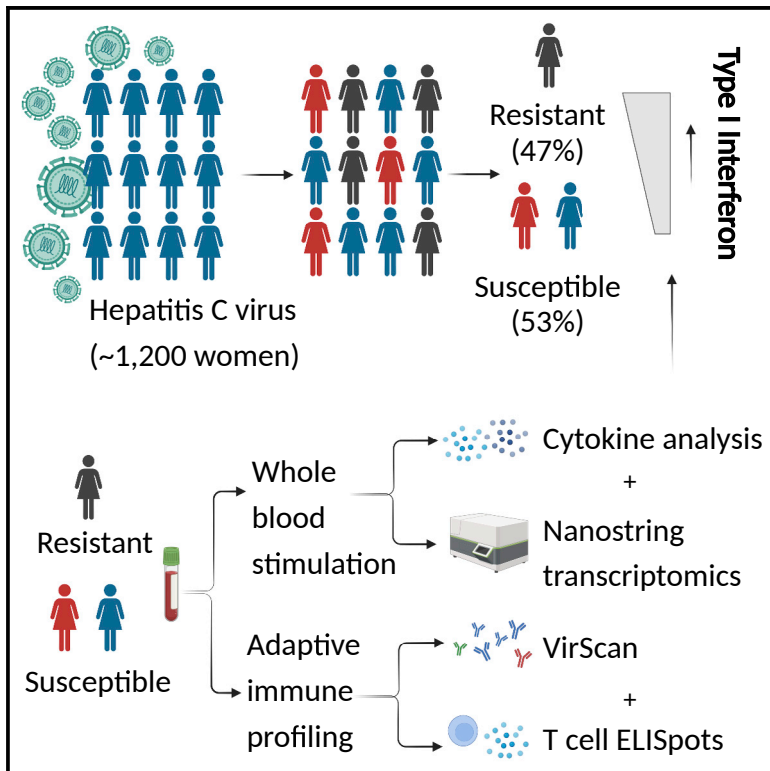 Hepatitis C virus
(~1,200 women)
Resistant
(47%)
Susceptible
(53%)
Type I Interferon
Resistant
Susceptible
Whole
blood
stimulation
Cytokine analysis
+
Nanostring
transcriptomics
Adaptive
immune
profiling
VirScan
+
T cell ELISpots